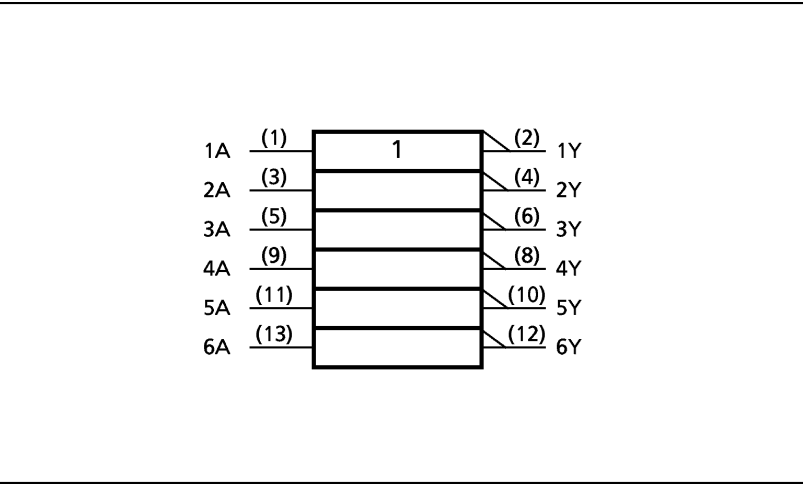 1A (1) 1 (2) 1Y
2A (3) (4) 2Y
3A (5) (6) 3Y
4A (9) (8) 4Y
5A (11) (10) 5Y
6A (13) (12) 6Y